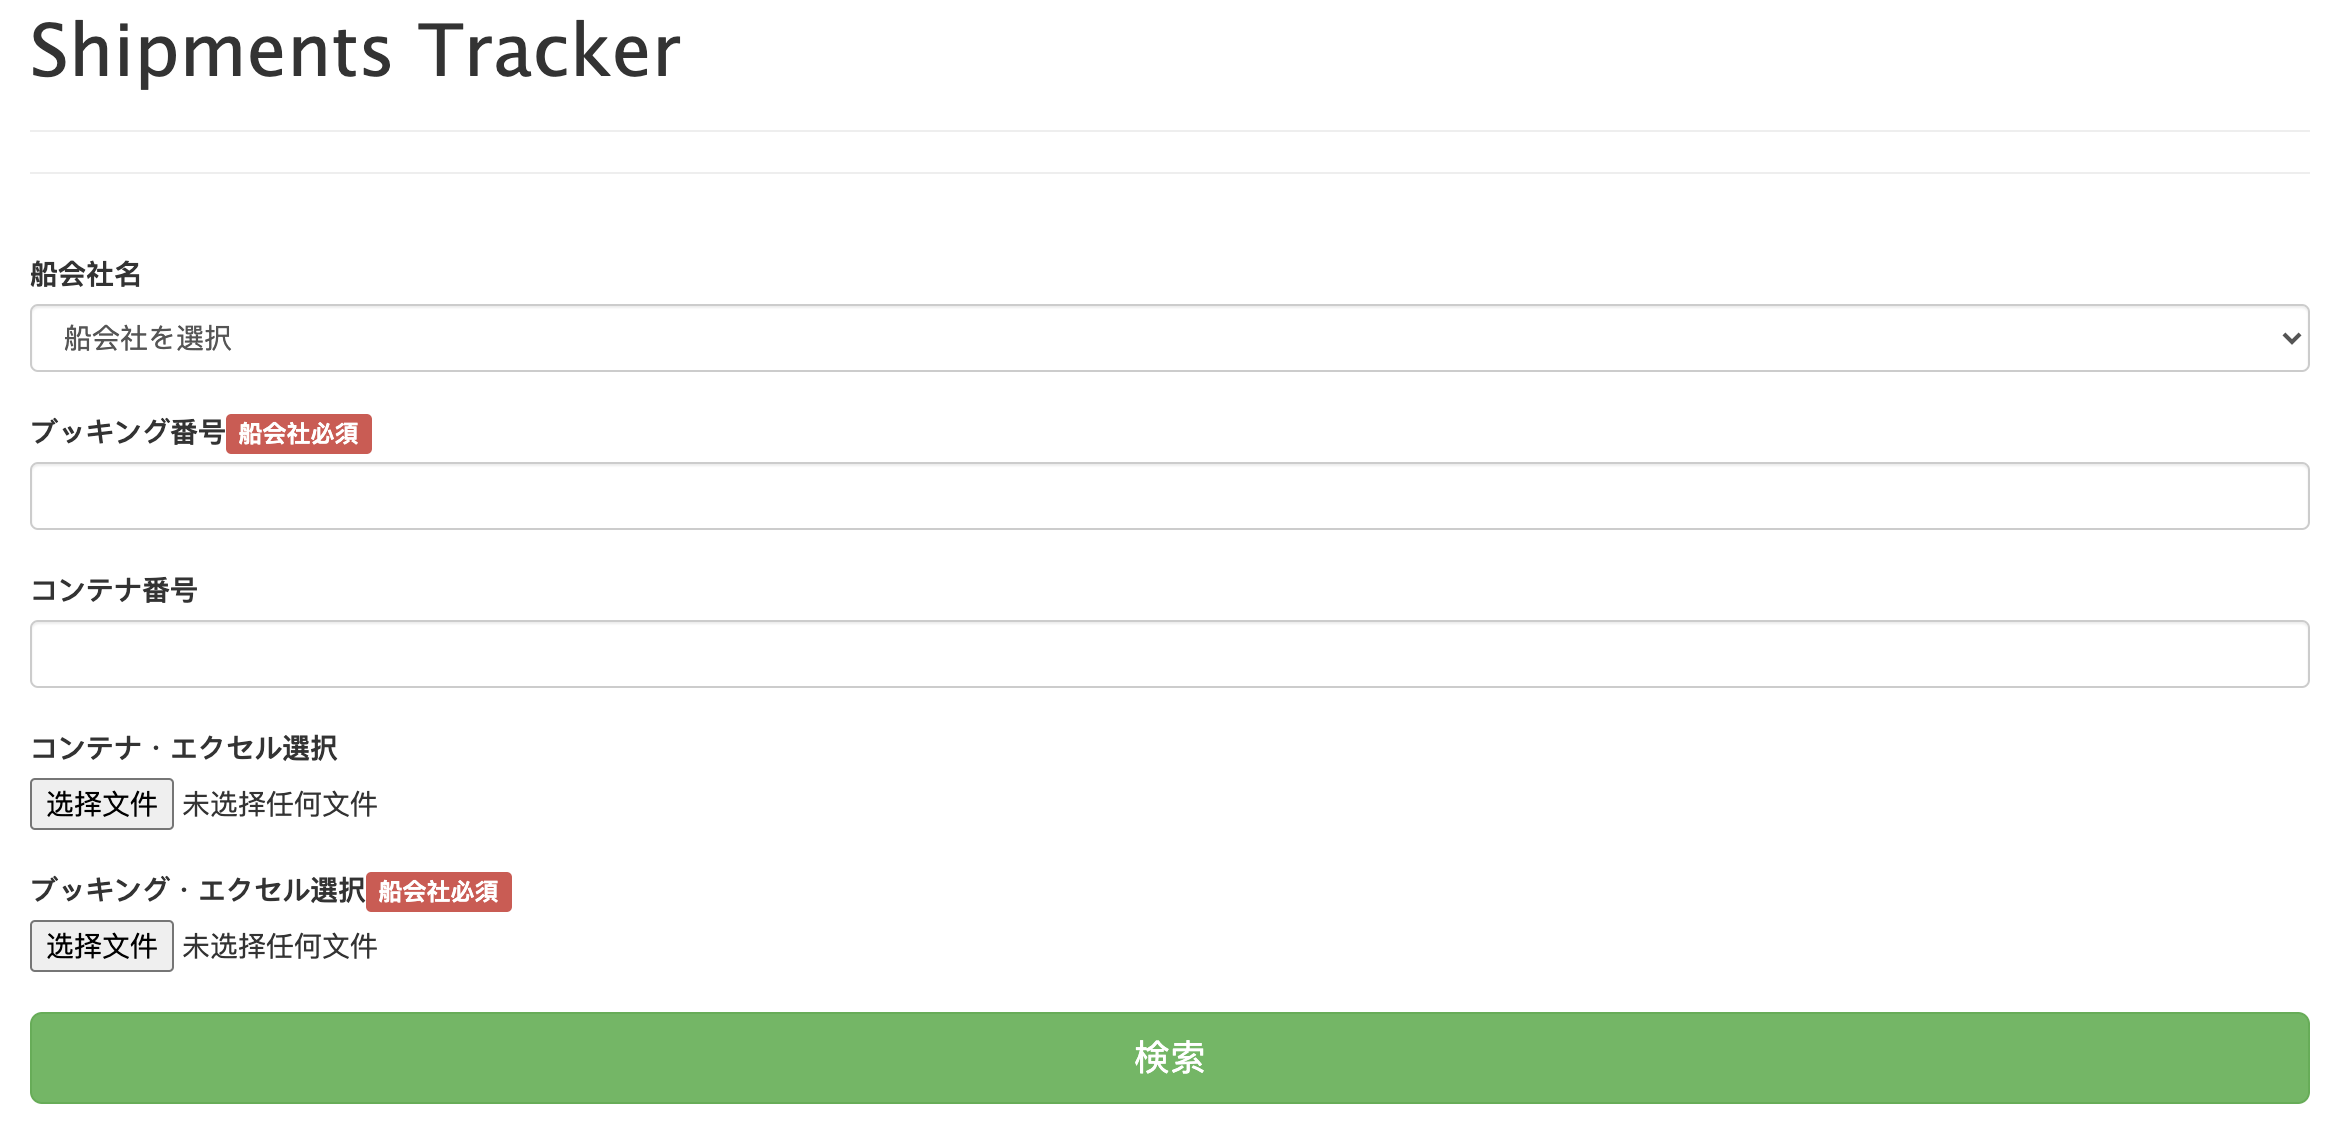 Shipments Tracker
船会社名
船会社を選択
ブッキング番号 船会社必須
コンテナ番号
コンテナ・エクセル選択
选择文件 未选择任何文件
ブッキング・エクセル選択 船会社必須
选择文件 未选择任何文件
検索